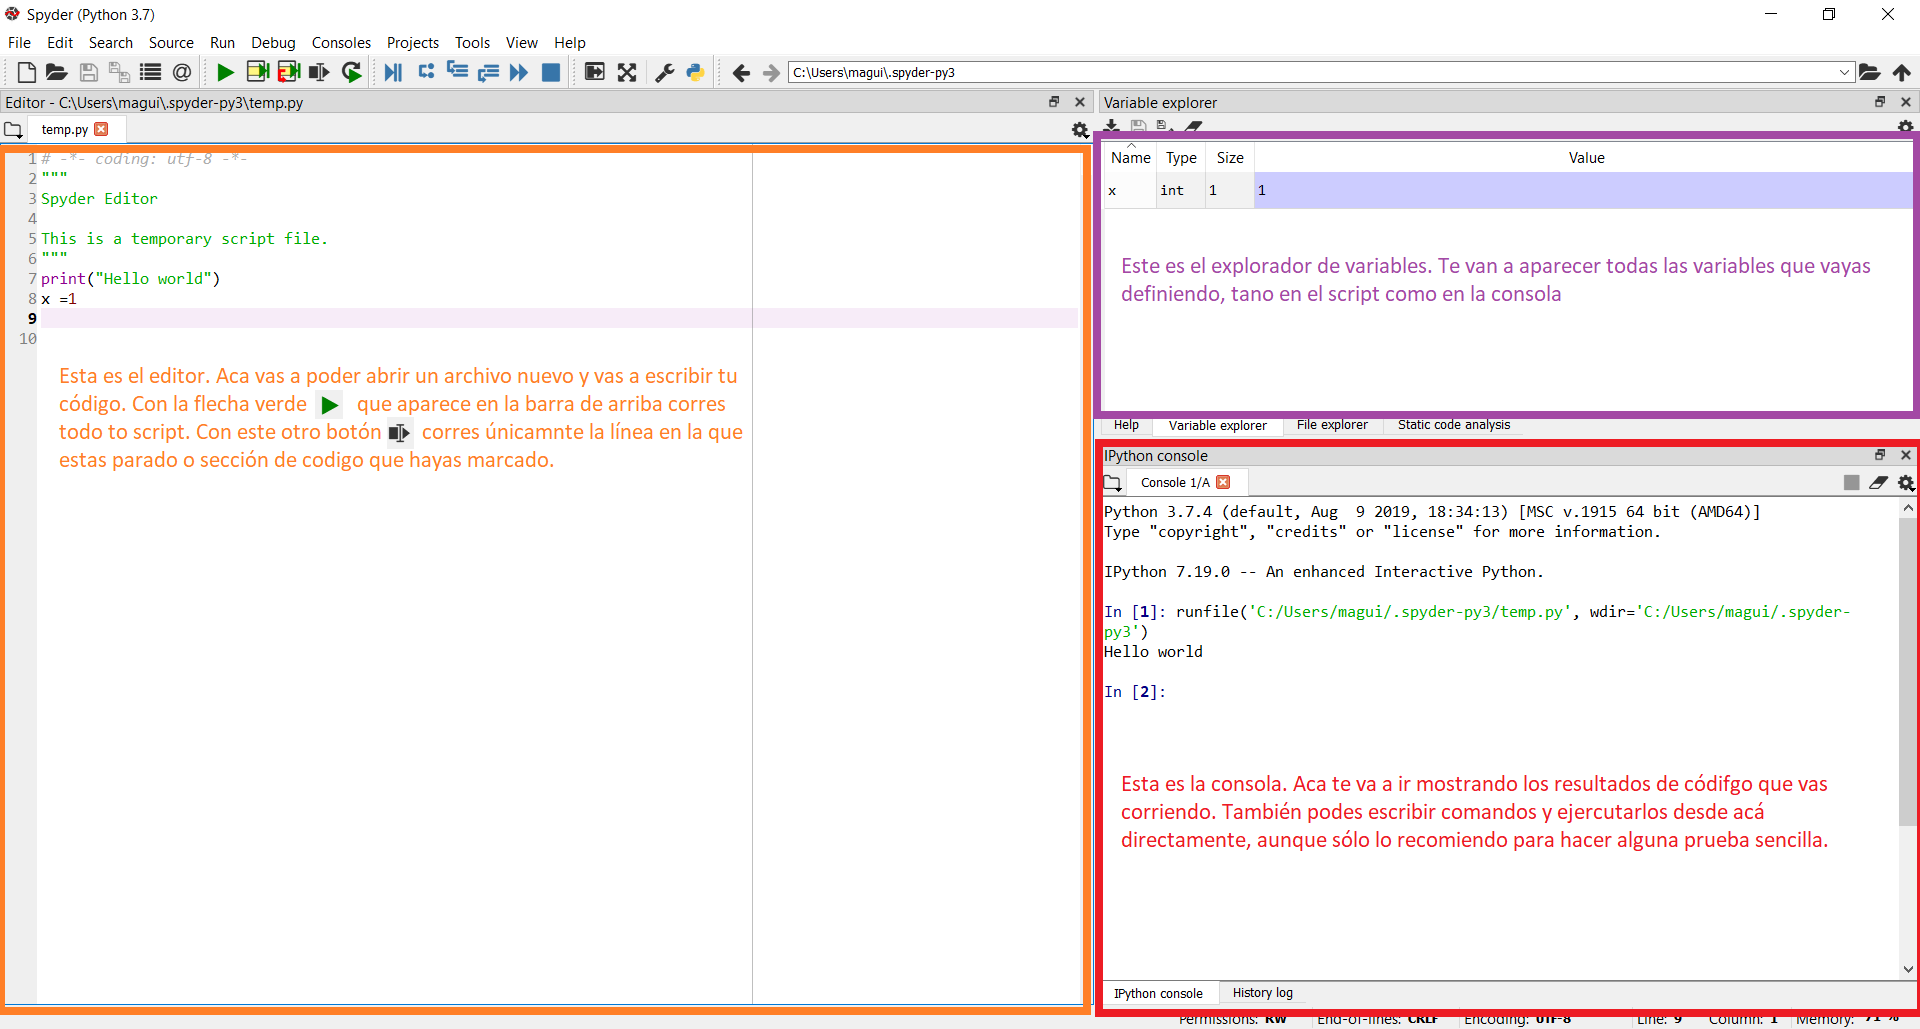 Spyder (Python 3.7)
File Edit Search Source Run Debug Consoles Projects Tools View Help
C:\Users\magui\.spyder-py3
Editor - C:\Users\magui\.spyder-py3\temp.py
temp.py
1 # -*- coding: utf-8 -*-
2 """
3 Spyder Editor
4
5 This is a temporary script file.
6 """
7 print("Hello world")
8 x =1
9
10
Esta es el editor. Aca vas a poder abrir un archivo nuevo y vas a escribir tu
código. Con la flecha verde que aparece en la barra de arriba corres
todo to script. Con este otro botón corres únicamnte la línea en la que
estas parado o sección de codigo que hayas marcado.
Variable explorer
Name Type Size Value
x int 1 1
Este es el explorador de variables. Te van a aparecer todas las variables que vayas
definiendo, tano en el script como en la consola
Help Variable explorer File explorer Static code analysis
IPython console
Console 1/A
Python 3.7.4 (default, Aug  9 2019, 18:34:13) [MSC v.1915 64 bit (AMD64)]
Type "copyright", "credits" or "license" for more information.
IPython 7.19.0 -- An enhanced Interactive Python.
In [1]: runfile('C:/Users/magui/.spyder-py3/temp.py', wdir='C:/Users/magui/.spyder-
py3')
Hello world
In [2]:
Esta es la consola. Aca te va a ir mostrando los resultados de códifgo que vas
corriendo. También podes escribir comandos y ejercutarlos desde acá
directamente, aunque sólo lo recomiendo para hacer alguna prueba sencilla.
IPython console History log
Permissions: RW End-of-lines: CRLF Encoding: UTF-8 Line: 9 Column: 1 Memory: 71 %